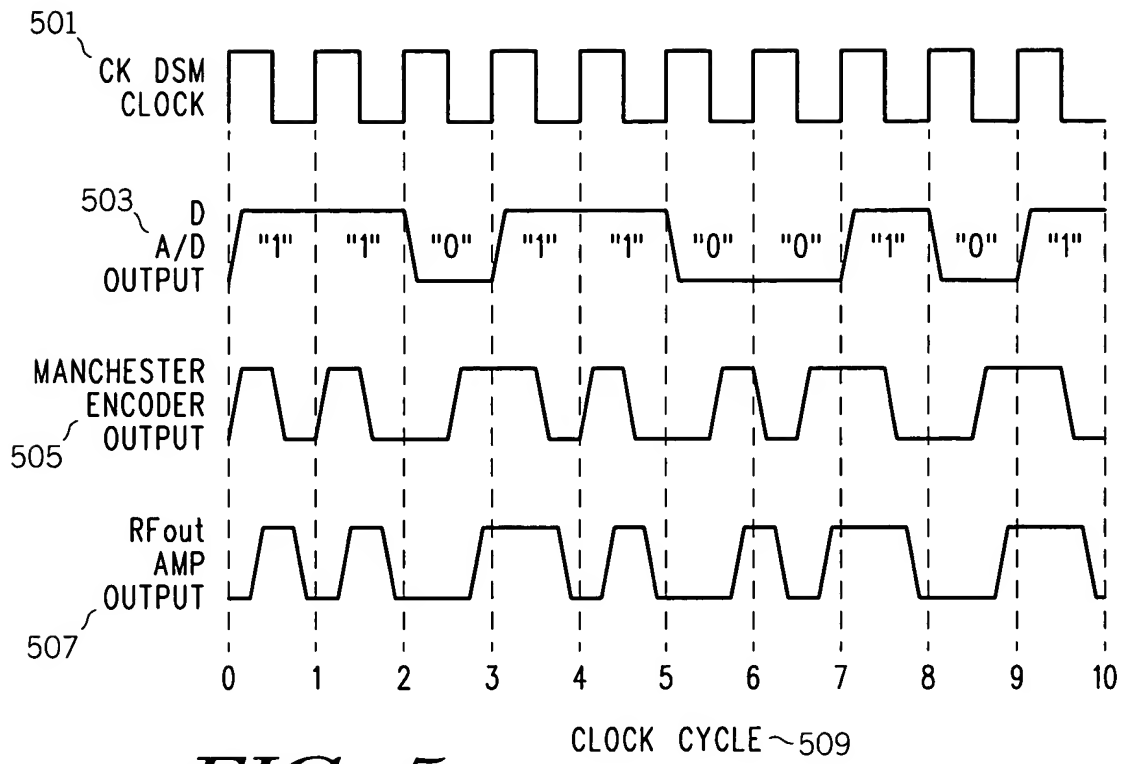 501
CK DSM
CLOCK
503
D
A/D
OUTPUT
"1" "1" "0" "1" "1" "0" "0" "1" "0" "1"
MANCHESTER
ENCODER
OUTPUT
505
RFout
AMP
OUTPUT
507
0 1 2 3 4 5 6 7 8 9 10
CLOCK CYCLE 509